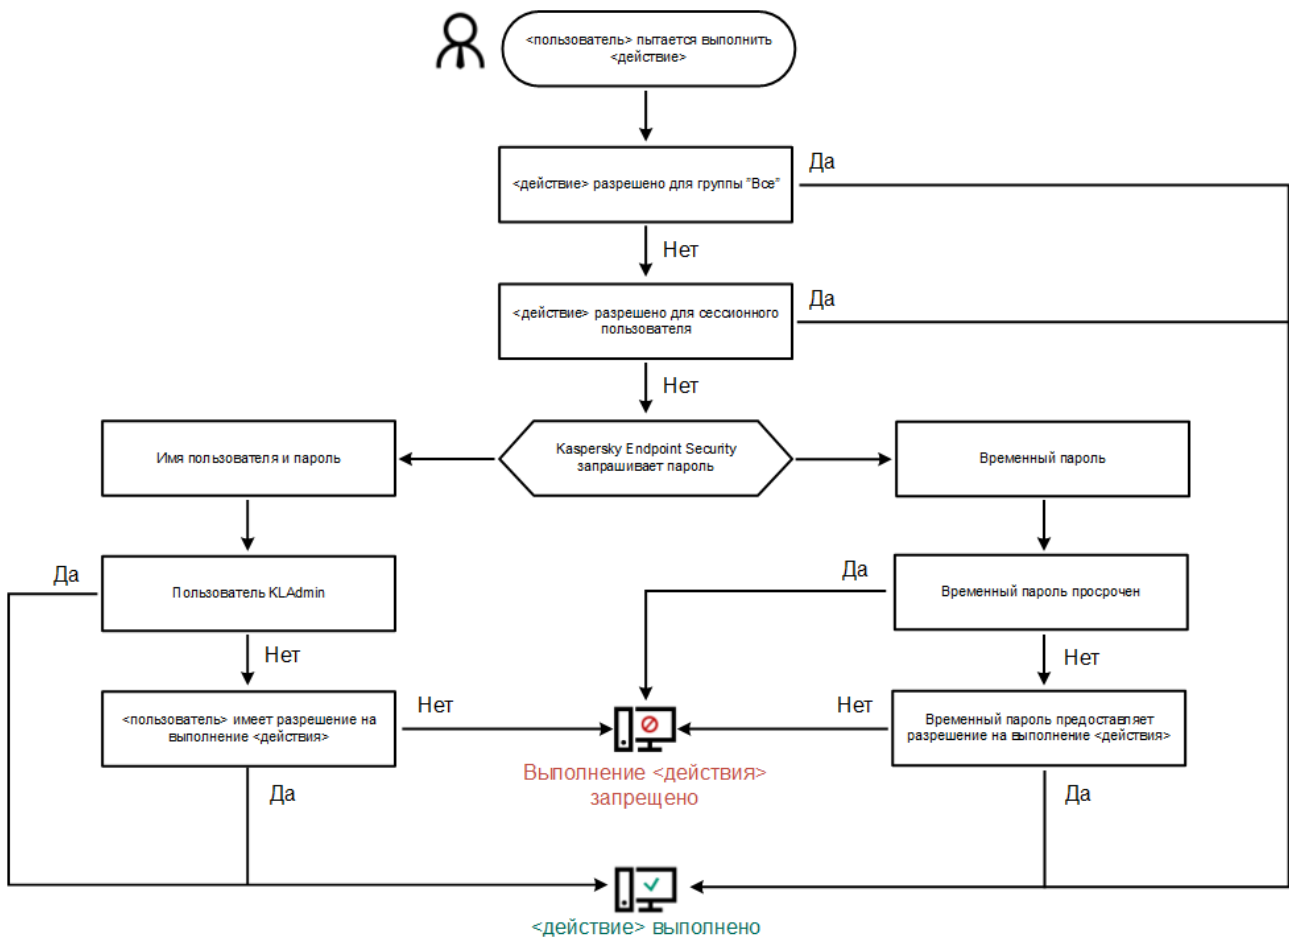 <пользователь> пытается выполнить
<действие>
<действие> разрешено для группы "Все"
Да
Нет
<действие> разрешено для сессионного
пользователя
Да
Нет
Имя пользователя и пароль
Kaspersky Endpoint Security
запрашивает пароль
Временный пароль
Да
Пользователь KLAdmin
Да
Временный пароль просрочен
Нет
Нет
<пользователь> имеет разрешение на
выполнение <действия>
Нет
Нет
Временный пароль предоставляет
разрешение на выполнение <действия>
Выполнение <действия>
запрещено
Да
Да
<действие> выполнено